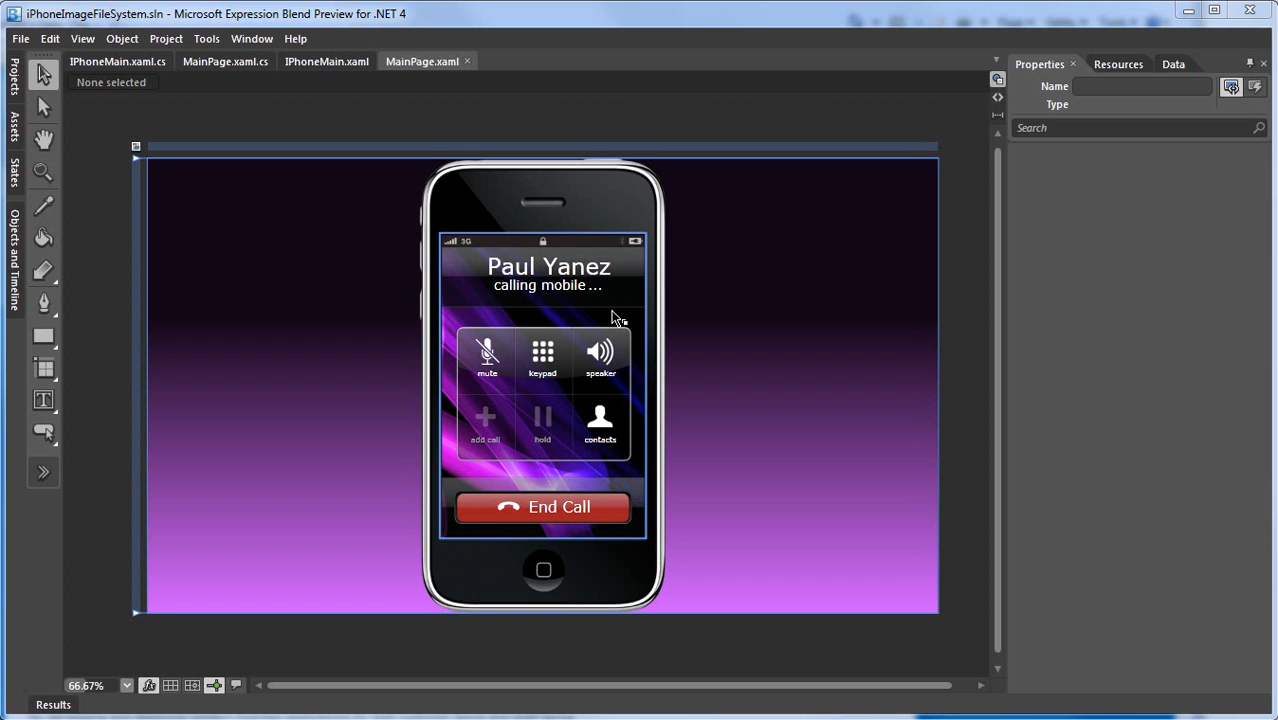 iPhoneImageFileSystem.sln - Microsoft Expression Blend Preview for .NET 4
File Edit View Object Project Tools Window Help
IPhoneMain.xaml.cs MainPage.xaml.cs IPhoneMain.xaml MainPage.xaml
Properties Resources Data
None selected
Name
Type
Search
Projects
Assets
States
Objects and Timeline
3G
Paul Yanez
calling mobile ...
mute keypad speaker
add call hold contacts
End Call
66.67%
Results